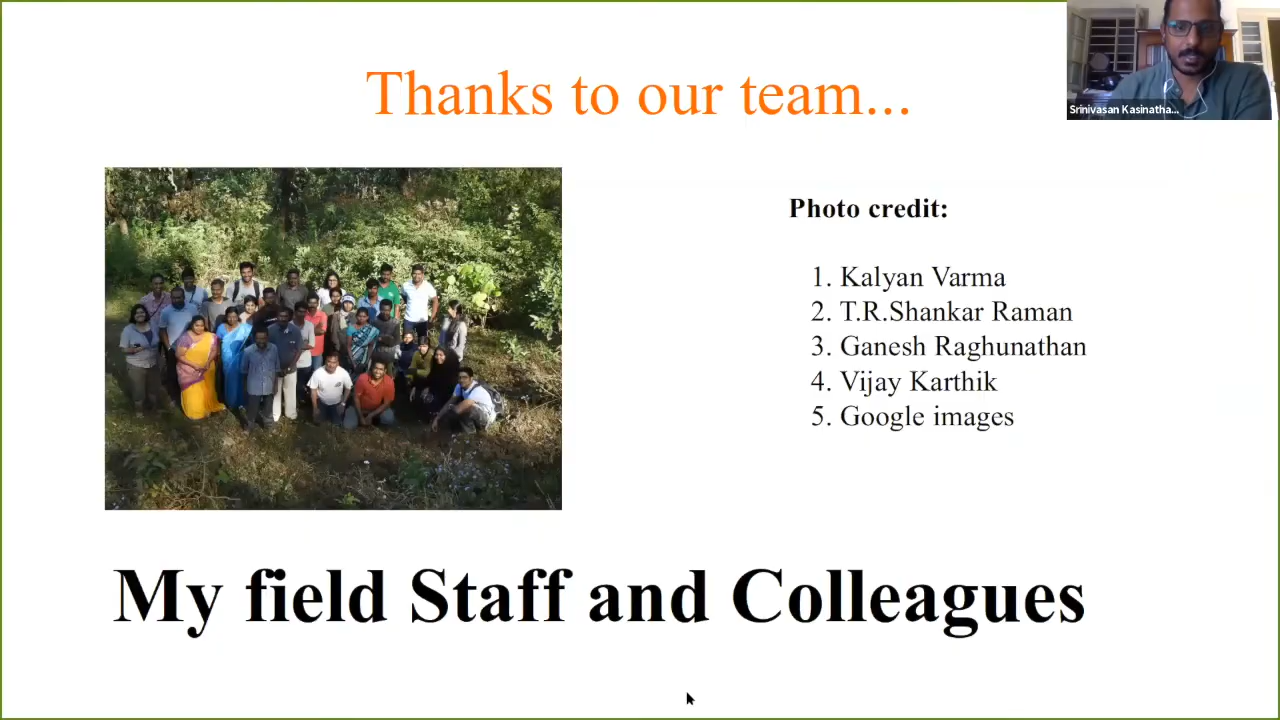 Thanks to our team...
Srinivasan Kasinatha...
Photo credit:
1. Kalyan Varma
2. T.R.Shankar Raman
3. Ganesh Raghunathan
4. Vijay Karthik
5. Google images
My field Staff and Colleagues